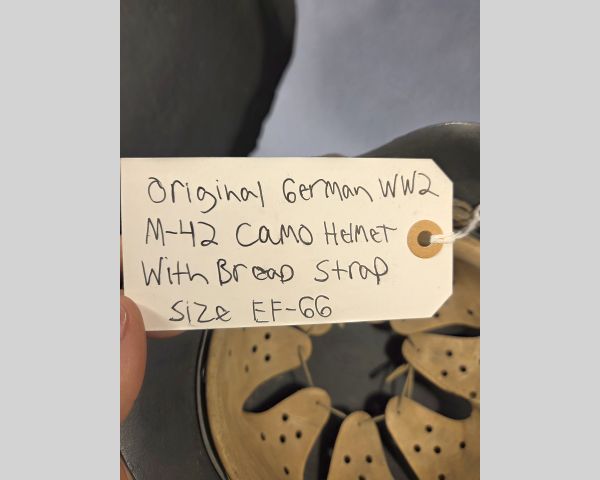 Original German WW2
M-42 Camo Helmet
With Bread Strap
Size EF-66